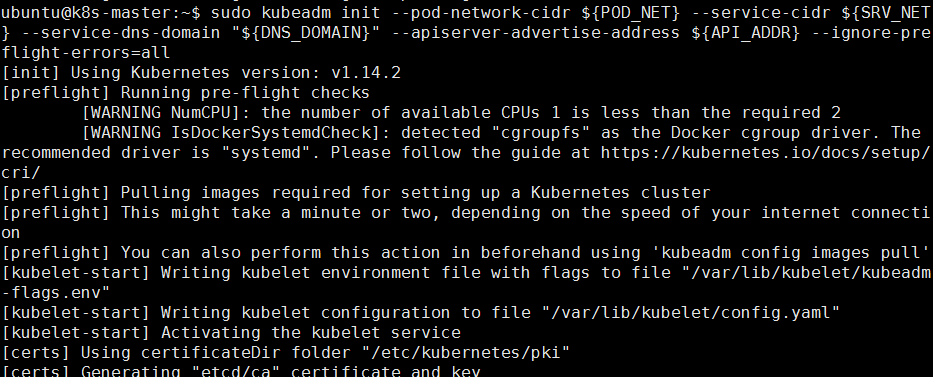 ubuntu@k8s-master:~$ sudo kubeadm init --pod-network-cidr ${POD_NET} --service-cidr ${SRV_NET
} --service-dns-domain "${DNS_DOMAIN}" --apiserver-advertise-address ${API_ADDR} --ignore-pre
flight-errors=all
[init] Using Kubernetes version: v1.14.2
[preflight] Running pre-flight checks
        [WARNING NumCPU]: the number of available CPUs 1 is less than the required 2
        [WARNING IsDockerSystemdCheck]: detected "cgroupfs" as the Docker cgroup driver. The
recommended driver is "systemd". Please follow the guide at https://kubernetes.io/docs/setup/
cri/
[preflight] Pulling images required for setting up a Kubernetes cluster
[preflight] This might take a minute or two, depending on the speed of your internet connecti
on
[preflight] You can also perform this action in beforehand using 'kubeadm config images pull'
[kubelet-start] Writing kubelet environment file with flags to file "/var/lib/kubelet/kubeadm
-flags.env"
[kubelet-start] Writing kubelet configuration to file "/var/lib/kubelet/config.yaml"
[kubelet-start] Activating the kubelet service
[certs] Using certificateDir folder "/etc/kubernetes/pki"
[certs] Generating "etcd/ca" certificate and key